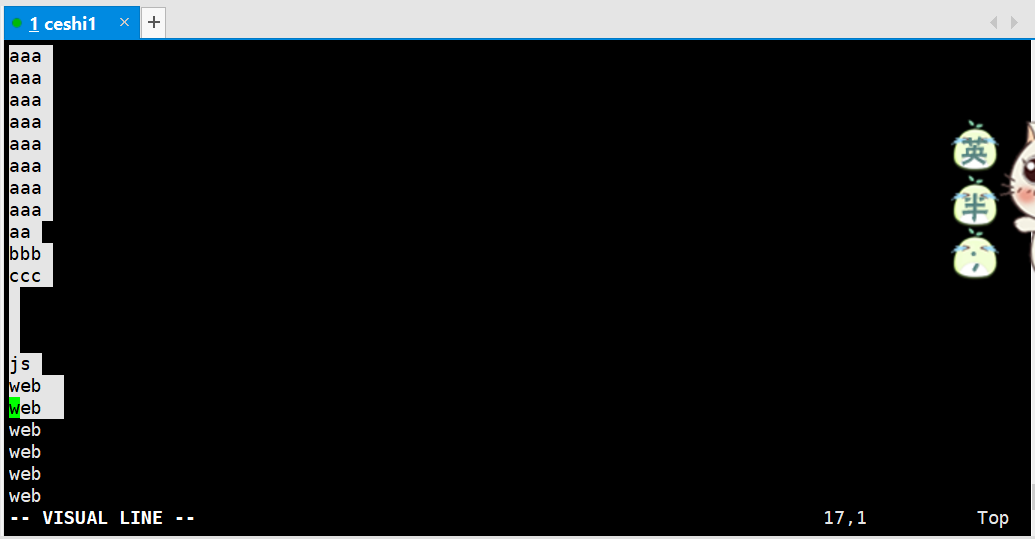 1 ceshi1 × +
aaa
aaa
aaa
aaa
aaa
aaa
aaa
aaa
aa
bbb
ccc
js
web
web
web
web
web
web
-- VISUAL LINE -- 17,1 Top
英
半